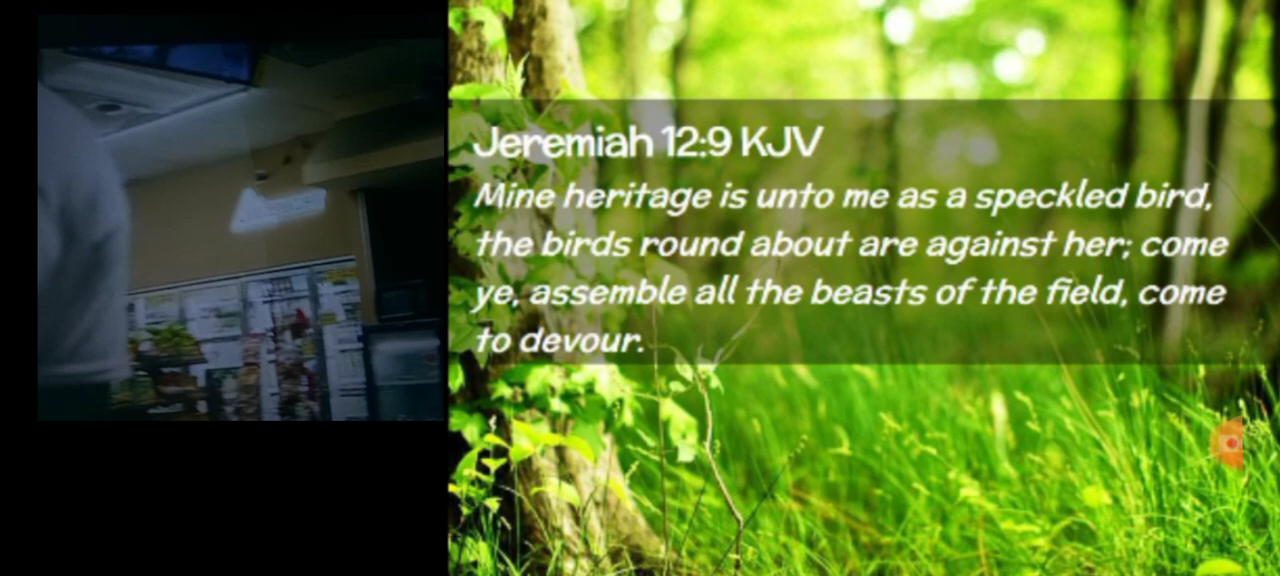 Jeremiah 12:9 KJV
Mine heritage is unto me as a speckled bird,
the birds round about are against her; come
ye, assemble all the beasts of the field, come
to devour.